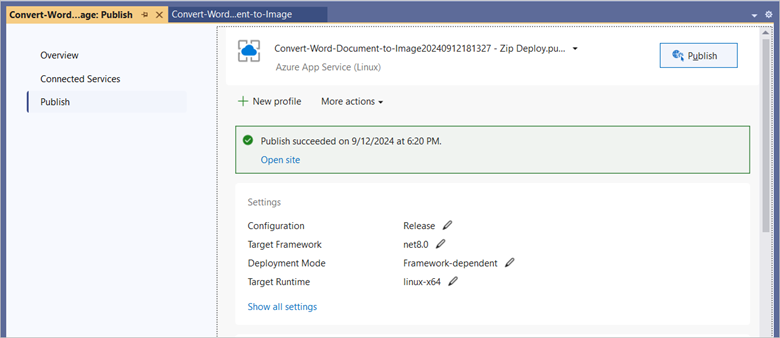 Convert-Word...age: Publish
Convert-Word...ent-to-Image
Overview
Connected Services
Publish
Convert-Word-Document-to-Image20240912181327 - Zip Deploy.pu...
Azure App Service (Linux)
Publish
New profile
More actions
Publish succeeded on 9/12/2024 at 6:20 PM.
Open site
Settings
Configuration Release
Target Framework net8.0
Deployment Mode Framework-dependent
Target Runtime linux-x64
Show all settings